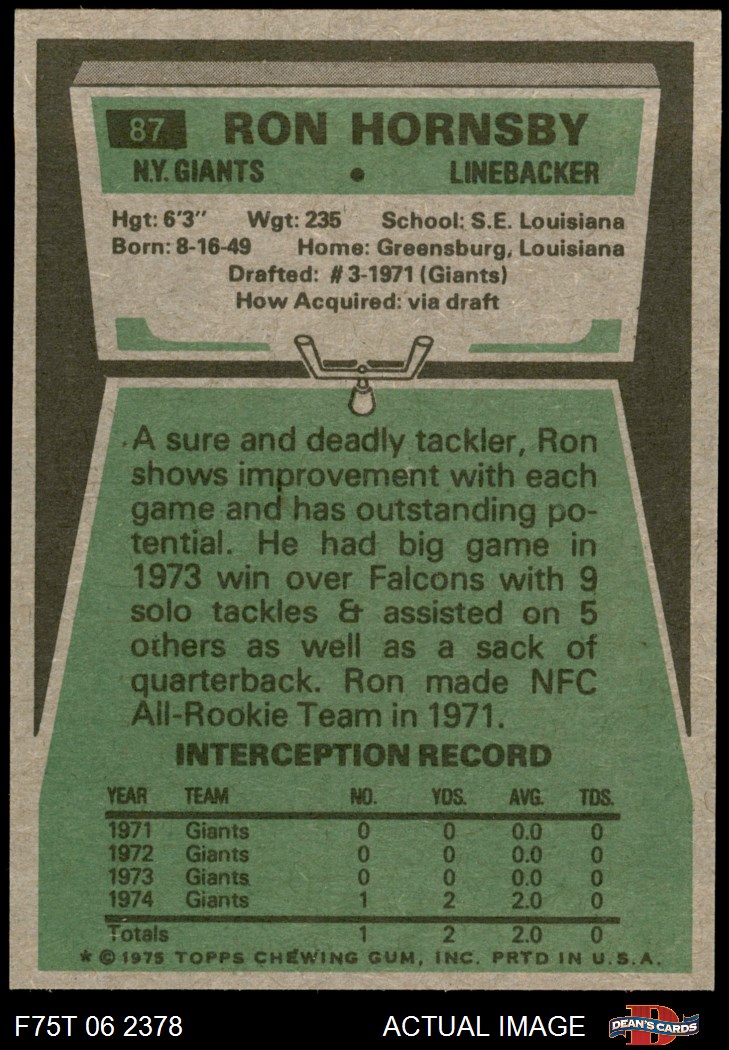 87 RON HORNSBY
N.Y. GIANTS • LINEBACKER
Hgt: 6'3" Wgt: 235 School: S.E. Louisiana
Born: 8-16-49 Home: Greensburg, Louisiana
Drafted: #3-1971 (Giants)
How Acquired: via draft
A sure and deadly tackler, Ron
shows improvement with each
game and has outstanding po-
tential. He had big game in
1973 win over Falcons with 9
solo tackles & assisted on 5
others as well as a sack of
quarterback. Ron made NFC
All-Rookie Team in 1971.
INTERCEPTION RECORD
YEAR TEAM NO. YDS. AVG. TDS.
1971 Giants 0 0 0.0 0
1972 Giants 0 0 0.0 0
1973 Giants 0 0 0.0 0
1974 Giants 1 2 2.0 0
Totals 1 2 2.0 0
* © 1975 TOPPS CHEWING GUM, INC. PRTD IN U.S.A.
F75T 06 2378 ACTUAL IMAGE D DEAN'S CARDS